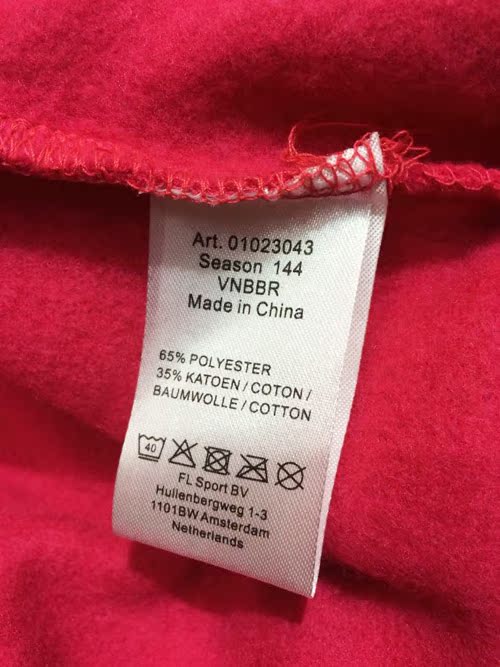 Art. 01023043
Season 144
VNBBR
Made in China
65% POLYESTER
35% KATOEN / COTON /
BAUMWOLLE / COTTON
40
FL Sport BV
Hullenbergweg 1-3
1101BW Amsterdam
Netherlands